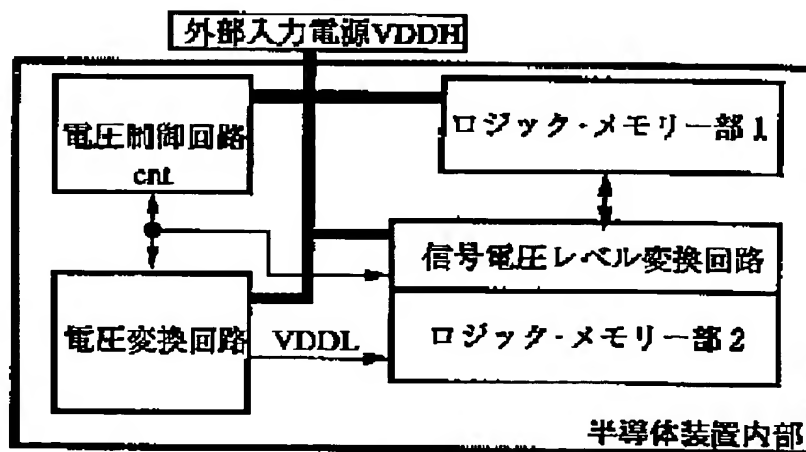 外部入力電源VDDH
電圧制御回路
cnt
ロジック・メモリー部1
信号電圧レベル変換回路
電圧変換回路
VDDL
ロジック・メモリー部2
半導体装置内部